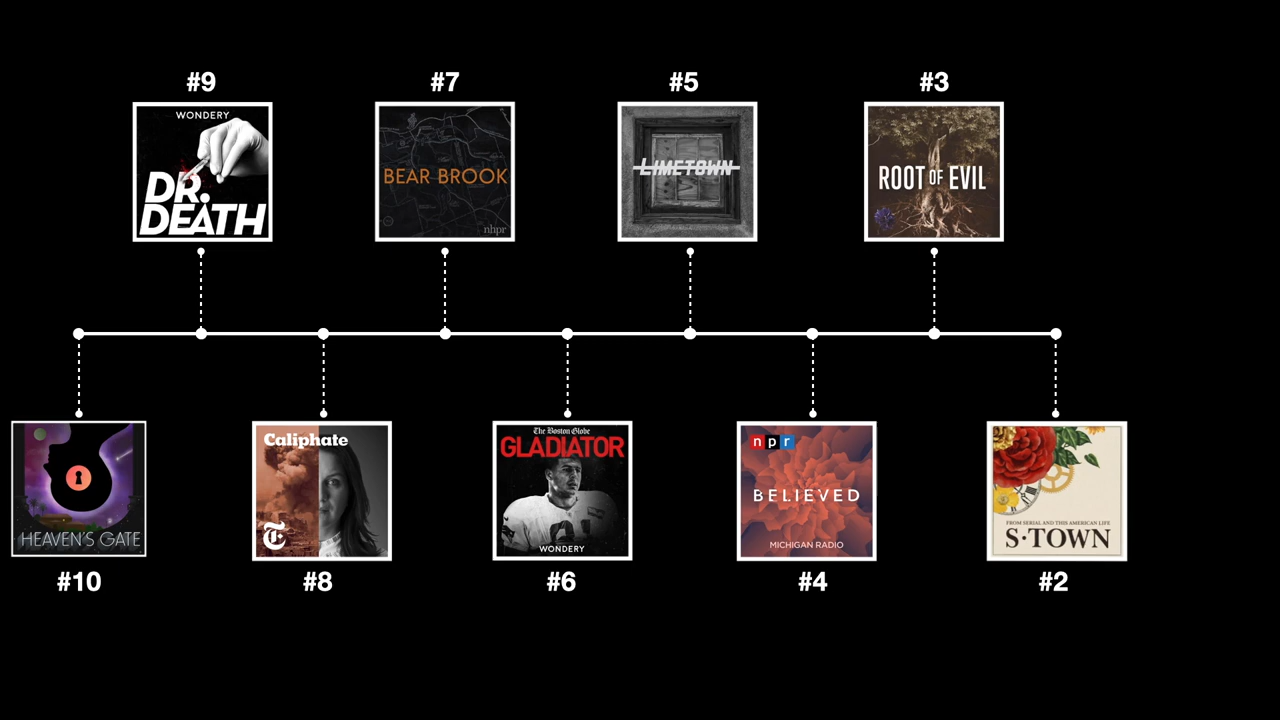 #9
WONDERY
DR.
DEATH
#7
BEAR BROOK
nhpr
#5
LIMETOWN
#3
ROOT OF EVIL
HEAVEN'S GATE
#10
Caliphate
T
#8
The Boston Globe
GLADIATOR
WONDERY
#6
npr
BELIEVED
MICHIGAN RADIO
#4
FROM SERIAL AND THIS AMERICAN LIFE
S·TOWN
#2